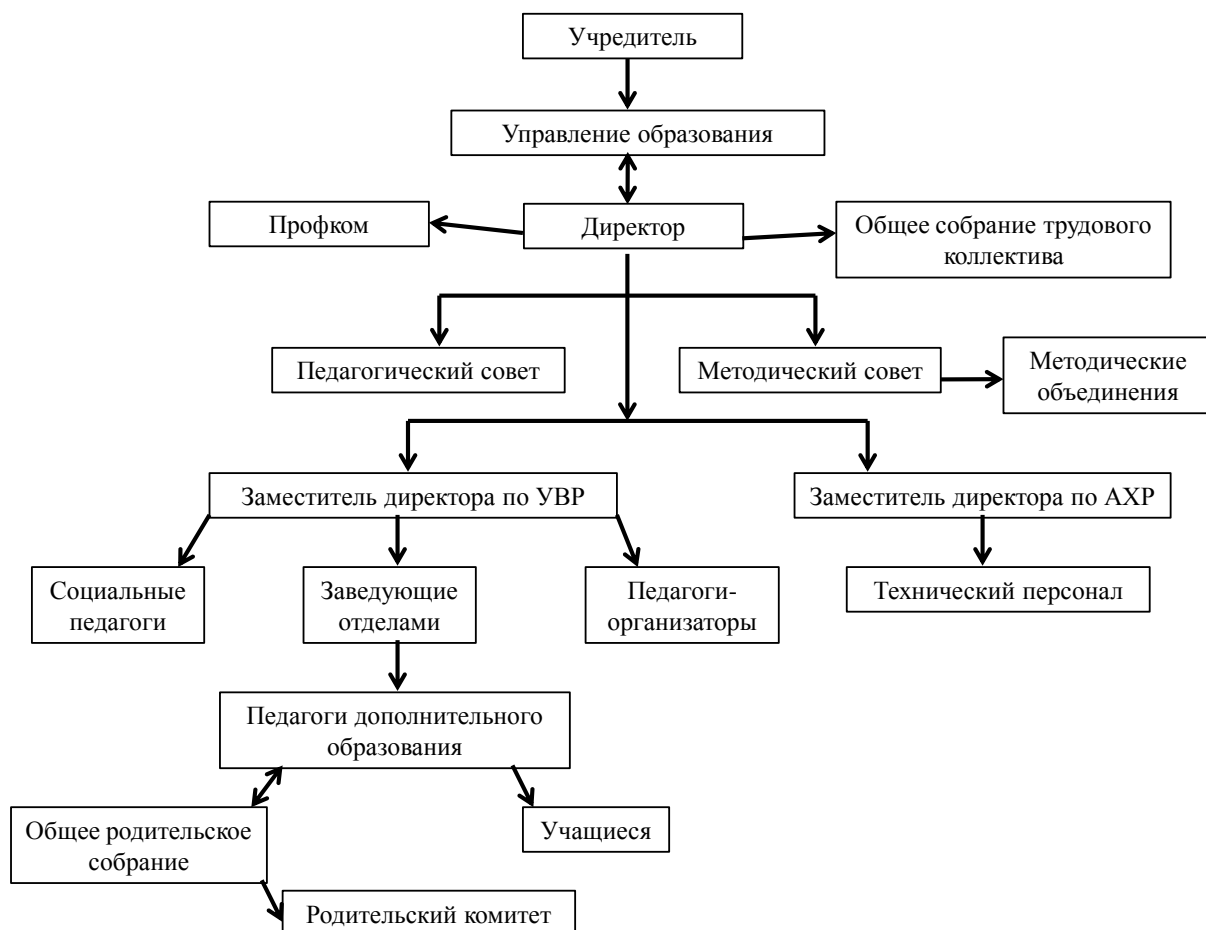 Учредитель
Управление образования
Профком
Директор
Общее собрание трудового
коллектива
Педагогический совет
Методический совет
Методические
объединения
Заместитель директора по УВР
Заместитель директора по АХР
Социальные
педагоги
Заведующие
отделами
Педагоги-
организаторы
Технический персонал
Педагоги дополнительного
образования
Общее родительское
собрание
Учащиеся
Родительский комитет